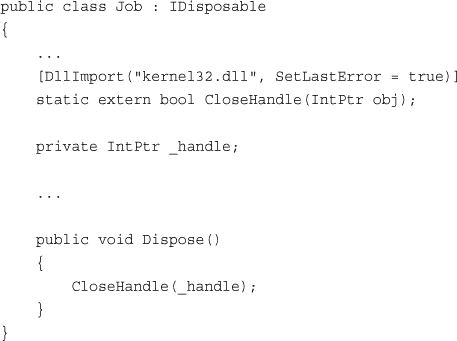 public class Job : IDisposable
{
    ...
    [DllImport("kernel32.dll", SetLastError = true)]
    static extern bool CloseHandle(IntPtr obj);

    private IntPtr _handle;

    ...

    public void Dispose()
    {
        CloseHandle(_handle);
    }
}